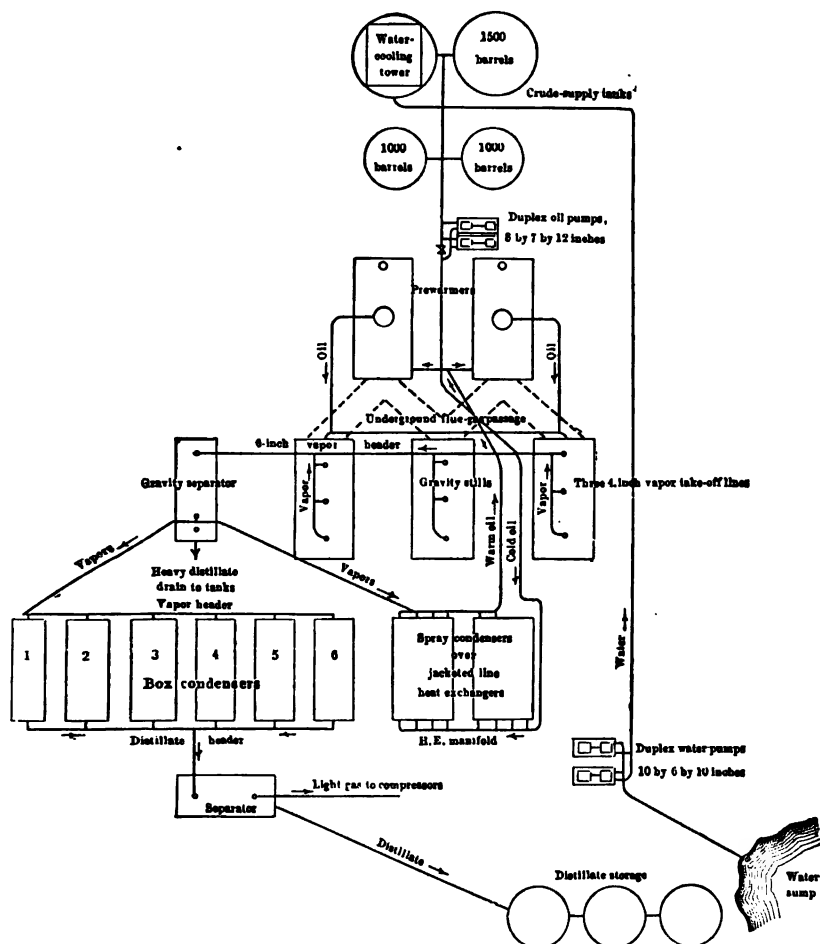 Water-
cooling
tower
1500
barrels
Crude-supply tanks
1000
barrels
1000
barrels
Duplex oil pumps,
8 by 7 by 12 inches
Prewarmers
Oil
Oil
Underground flue-gas passage
6-inch vapor header
Gravity separator
Vapor
Gravity stills
Vapor
Three 4-inch vapor take-off lines
Warm oil
Cold oil
Vapors
Heavy distillate
drain to tanks
Vapors
Vapor header
1 2 3 4 5 6
Box condensers
Spray condensers
over
jacketed line
heat exchangers
Water
Distillate header
H.E. manifold
Duplex water pumps
10 by 6 by 10 inches
Light gas to compressors
Separator
Distillate
Distillate storage
Water
sump